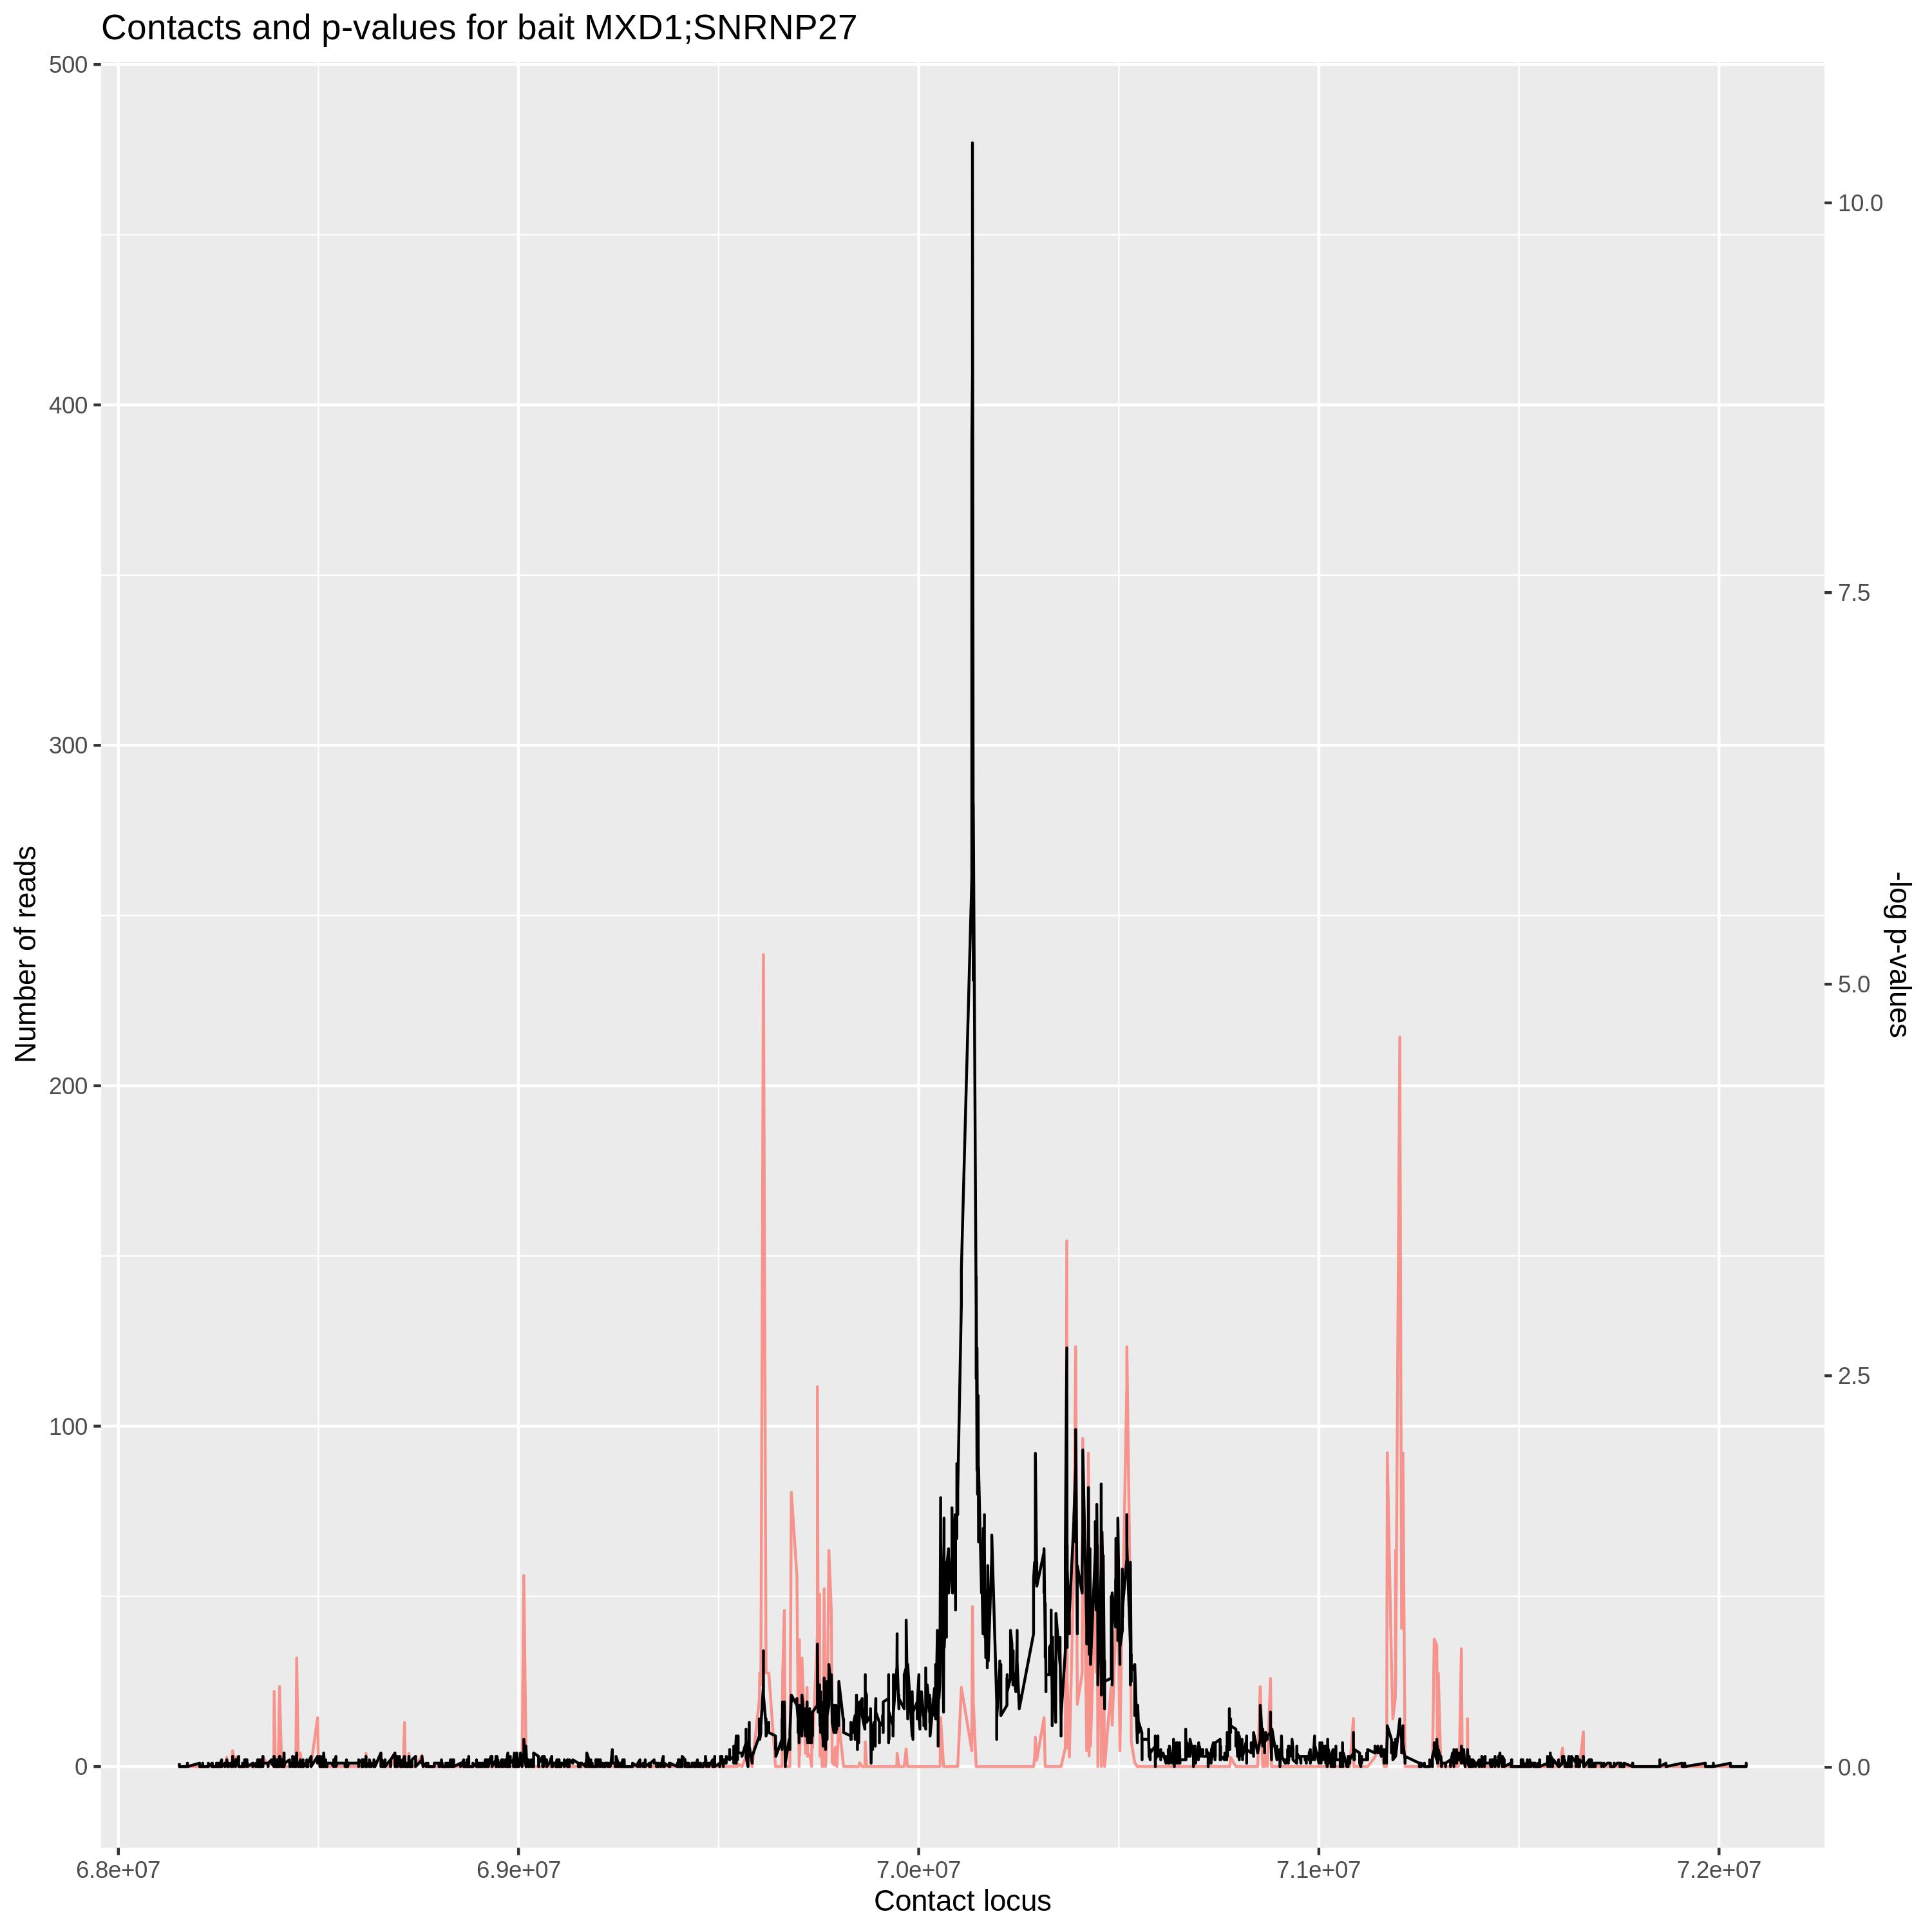 Contacts and p-values for bait MXD1;SNRNP27
500
400
300
200
100
0
Number of reads
10.0
7.5
5.0
2.5
0.0
-log p-values
6.8e+07
6.9e+07
7.0e+07
7.1e+07
7.2e+07
Contact locus